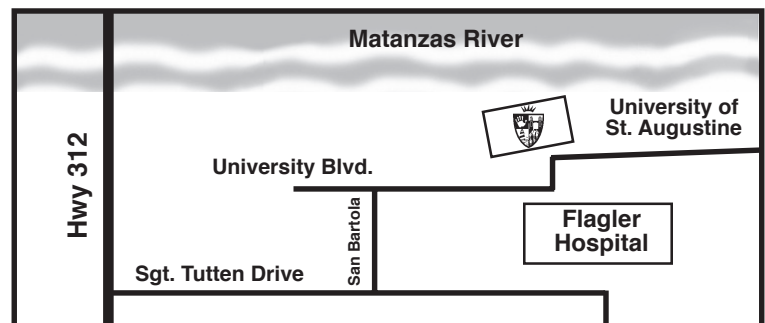 Matanzas River
University of
St. Augustine
Hwy 312
University Blvd.
San Bartola
Flagler
Hospital
Sgt. Tutten Drive